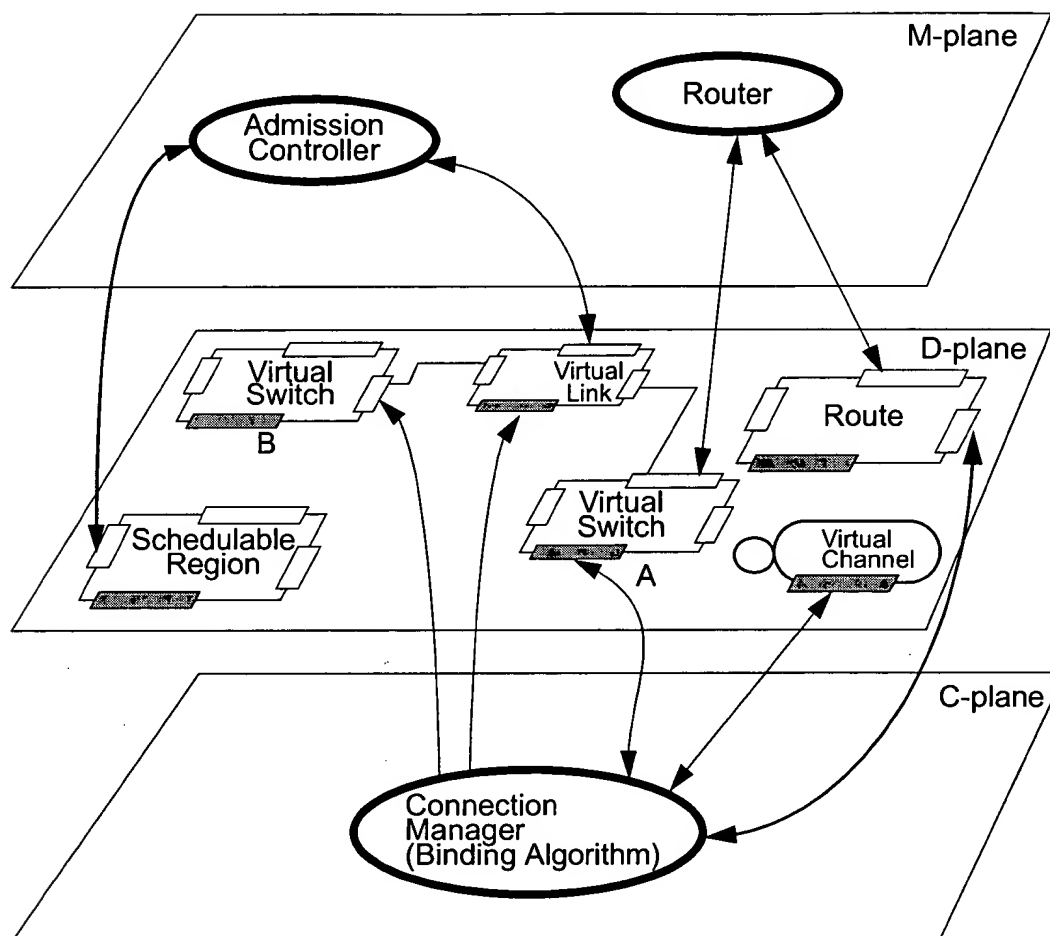 M-plane
Router
Admission
Controller
D-plane
Virtual
Switch
B
Virtual
Link
Route
Virtual
Switch
A
Schedulable
Region
Virtual
Channel
C-plane
Connection
Manager
(Binding Algorithm)